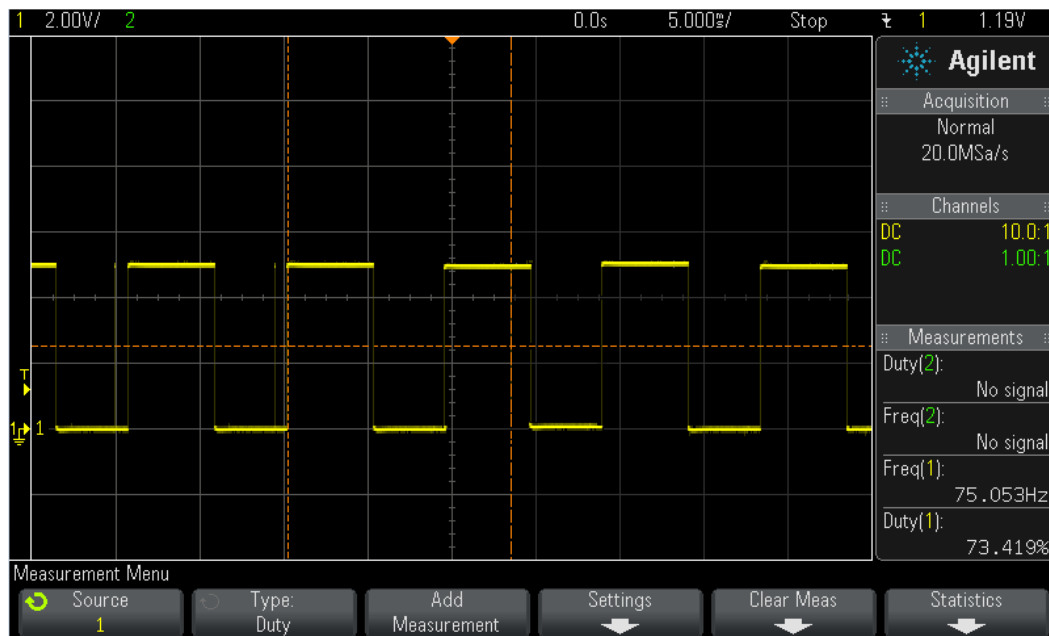 1 2.00V/ 2 0.0s 5.000ms/ Stop 1 1.19V
Agilent
Acquisition
Normal
20.0MSa/s
Channels
DC 10.0:1
DC 1.00:1
Measurements
Duty(2):
No signal
Freq(2):
No signal
Freq(1):
75.053Hz
Duty(1):
73.419%
T
1 1
Measurement Menu
Source
1
Type:
Duty
Add
Measurement
Settings
Clear Meas
Statistics